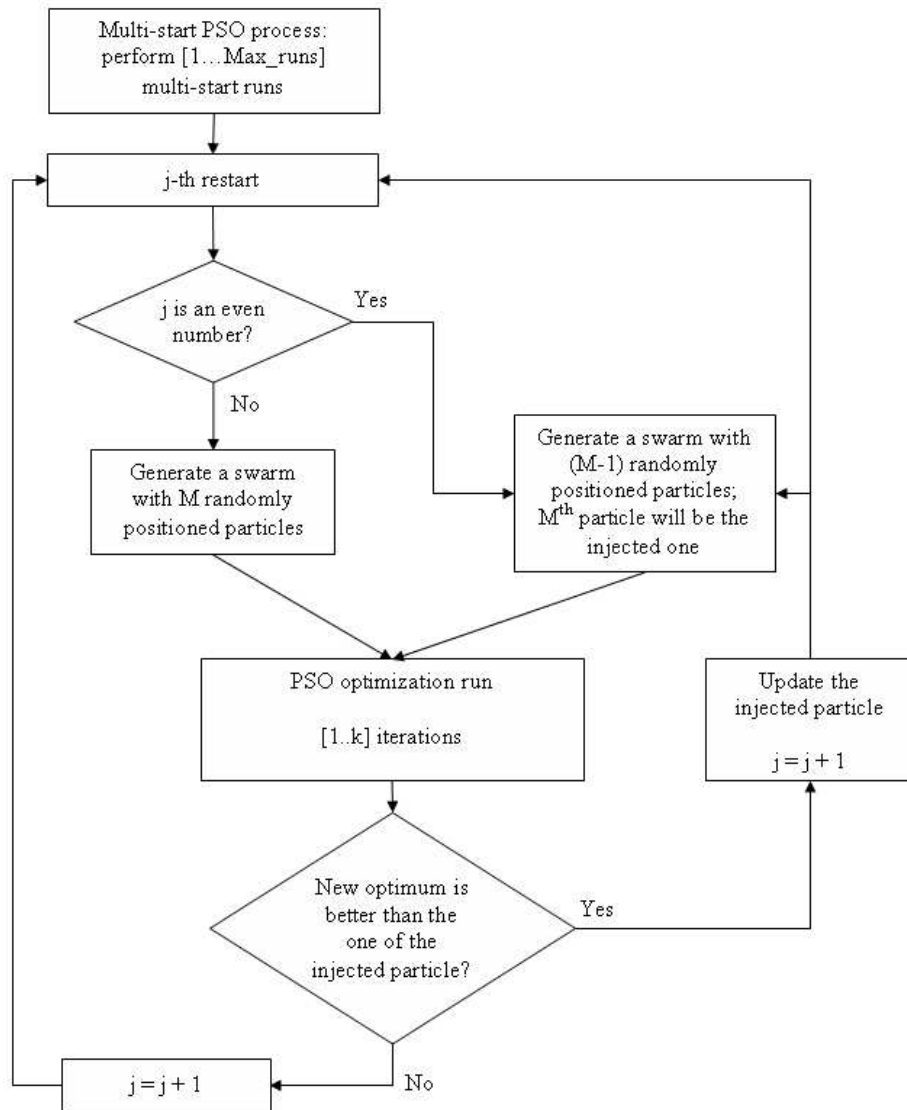 Multi-start PSO process:
perform [1…Max_runs]
multi-start runs
j-th restart
j is an even
number?
Yes
No
Generate a swarm
with M randomly
positioned particles
Generate a swarm with
(M-1) randomly
positioned particles;
Mth particle will be the
injected one
PSO optimization run
[1..k] iterations
Update the
injected particle
j = j + 1
New optimum is
better than the
one of the
injected particle?
Yes
No
j = j + 1